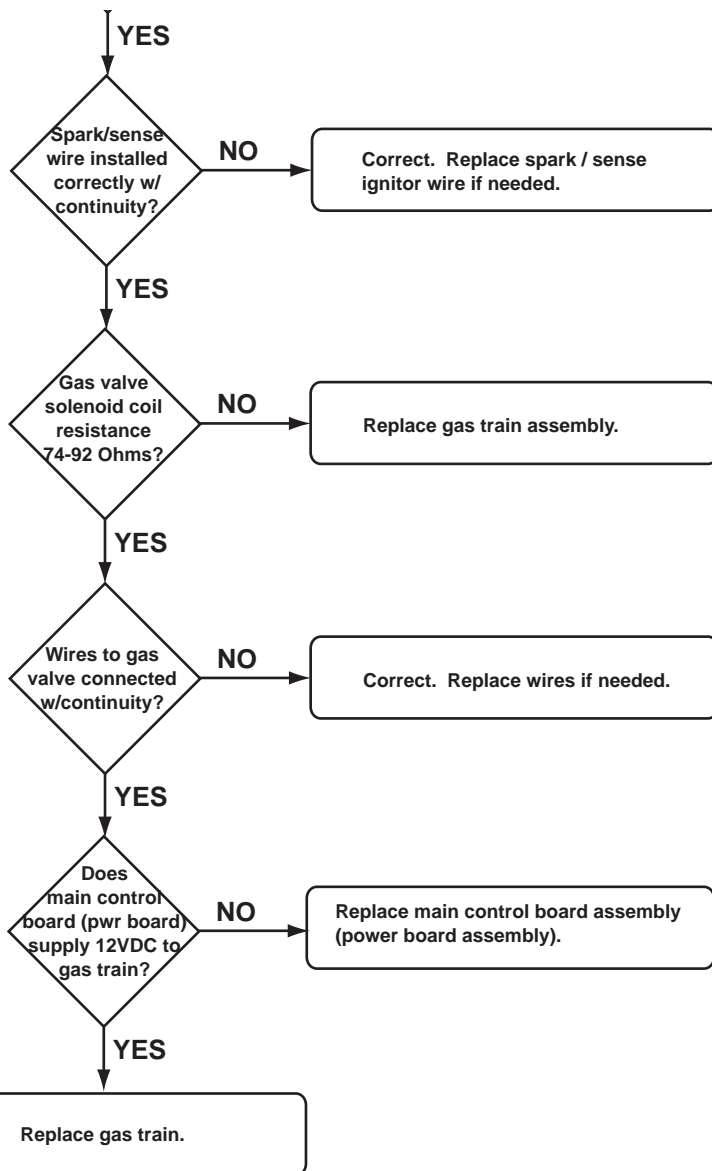 YES
Spark/sense
wire installed
correctly w/
continuity?
NO
Correct.  Replace spark / sense
ignitor wire if needed.
YES
Gas valve
solenoid coil
resistance
74-92 Ohms?
NO
Replace gas train assembly.
YES
Wires to gas
valve connected
w/continuity?
NO
Correct.  Replace wires if needed.
YES
Does
main control
board (pwr board)
supply 12VDC to
gas train?
NO
Replace main control board assembly
(power board assembly).
YES
Replace gas train.